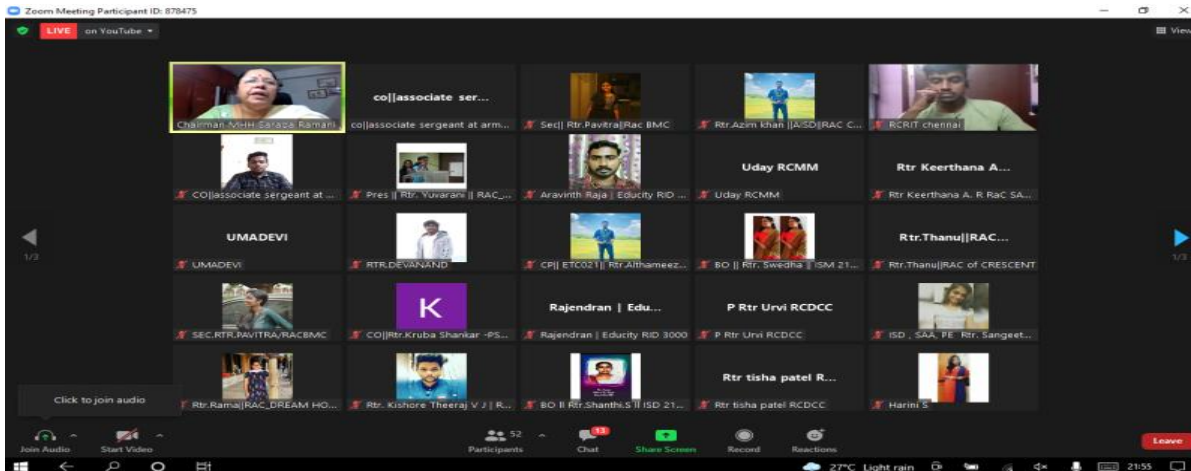 Zoom Meeting Participant ID: 878475
LIVE on YouTube
View
co||associate ser...
Chairman-MHH Saraja Ramani
co||associate sergeant at arm...
Sec|| Rtr.Pavitra||Rac BMC
Rtr.Azim khan ||AISD||RAC C...
RCRIT chennai
Uday RCMM
Rtr Keerthana A...
CO||associate sergeant at ...
Pres || Rtr. Yuvarani || RAC_...
Aravinth Raja | Educity RID ...
Uday RCMM
Rtr Keerthana A. R RaC SA...
UMADEVI
Rtr.Thanu||RAC...
1/3
1/3
UMADEVI
RTR.DEVANAND
CP|| ETC021|| Rtr.Althameez...
BO || Rtr. Swedha || ISM 21...
Rtr.Thanu||RAC of CRESCENT
K
Rajendran | Edu...
P Rtr Urvi RCDCC
SEC.RTR.PAVITRA/RACBMC
CO||Rtr.Kruba Shankar -PS...
Rajendran | Educity RID 3000
P Rtr Urvi RCDCC
ISD , SAA, PE Rtr. Sangeet...
Rtr tisha patel R...
Click to join audio
Rtr.Rama||RAC_DREAM HO...
Rtr. Kishore Theeraj V J | R...
BO ll Rtr.Shanthi.S ll ISD 21...
Rtr tisha patel RCDCC
Harini S
52
13
Join Audio
Start Video
Participants
Chat
Share Screen
Record
Reactions
Leave
27°C Light rain
21:55